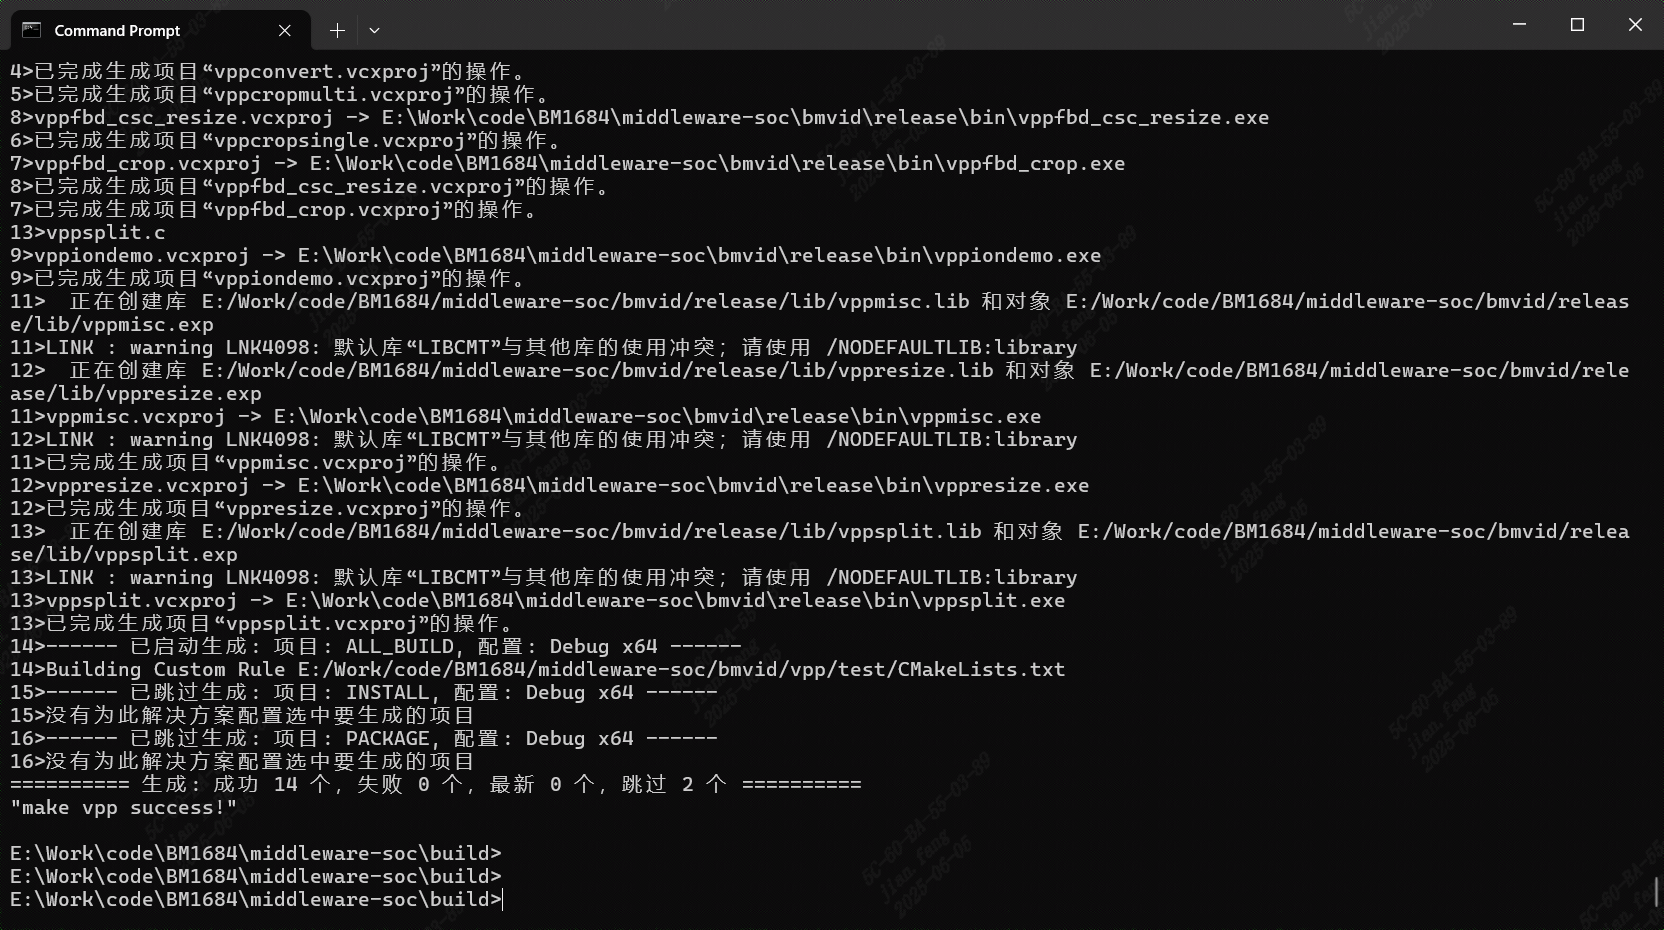 Command Prompt
4>已完成生成项目“vppconvert.vcxproj”的操作。
5>已完成生成项目“vppcropmulti.vcxproj”的操作。
8>vppfbd_csc_resize.vcxproj -> E:\Work\code\BM1684\middleware-soc\bmvid\release\bin\vppfbd_csc_resize.exe
6>已完成生成项目“vppcropsingle.vcxproj”的操作。
7>vppfbd_crop.vcxproj -> E:\Work\code\BM1684\middleware-soc\bmvid\release\bin\vppfbd_crop.exe
8>已完成生成项目“vppfbd_csc_resize.vcxproj”的操作。
7>已完成生成项目“vppfbd_crop.vcxproj”的操作。
13>vppsplit.c
9>vppiondemo.vcxproj -> E:\Work\code\BM1684\middleware-soc\bmvid\release\bin\vppiondemo.exe
9>已完成生成项目“vppiondemo.vcxproj”的操作。
11>  正在创建库 E:/Work/code/BM1684/middleware-soc/bmvid/release/lib/vppmisc.lib 和对象 E:/Work/code/BM1684/middleware-soc/bmvid/releas
e/lib/vppmisc.exp
11>LINK : warning LNK4098: 默认库“LIBCMT”与其他库的使用冲突；请使用 /NODEFAULTLIB:library
12>  正在创建库 E:/Work/code/BM1684/middleware-soc/bmvid/release/lib/vppresize.lib 和对象 E:/Work/code/BM1684/middleware-soc/bmvid/rele
ase/lib/vppresize.exp
11>vppmisc.vcxproj -> E:\Work\code\BM1684\middleware-soc\bmvid\release\bin\vppmisc.exe
12>LINK : warning LNK4098: 默认库“LIBCMT”与其他库的使用冲突；请使用 /NODEFAULTLIB:library
11>已完成生成项目“vppmisc.vcxproj”的操作。
12>vppresize.vcxproj -> E:\Work\code\BM1684\middleware-soc\bmvid\release\bin\vppresize.exe
12>已完成生成项目“vppresize.vcxproj”的操作。
13>  正在创建库 E:/Work/code/BM1684/middleware-soc/bmvid/release/lib/vppsplit.lib 和对象 E:/Work/code/BM1684/middleware-soc/bmvid/relea
se/lib/vppsplit.exp
13>LINK : warning LNK4098: 默认库“LIBCMT”与其他库的使用冲突；请使用 /NODEFAULTLIB:library
13>vppsplit.vcxproj -> E:\Work\code\BM1684\middleware-soc\bmvid\release\bin\vppsplit.exe
13>已完成生成项目“vppsplit.vcxproj”的操作。
14>------ 已启动生成: 项目: ALL_BUILD, 配置: Debug x64 ------
14>Building Custom Rule E:/Work/code/BM1684/middleware-soc/bmvid/vpp/test/CMakeLists.txt
15>------ 已跳过生成: 项目: INSTALL, 配置: Debug x64 ------
15>没有为此解决方案配置选中要生成的项目
16>------ 已跳过生成: 项目: PACKAGE, 配置: Debug x64 ------
16>没有为此解决方案配置选中要生成的项目
========== 生成: 成功 14 个，失败 0 个，最新 0 个，跳过 2 个 ==========
"make vpp success!"
E:\Work\code\BM1684\middleware-soc\build>
E:\Work\code\BM1684\middleware-soc\build>
E:\Work\code\BM1684\middleware-soc\build>
5C-60-BA-55-03-89
jian.fang
2025-06-05